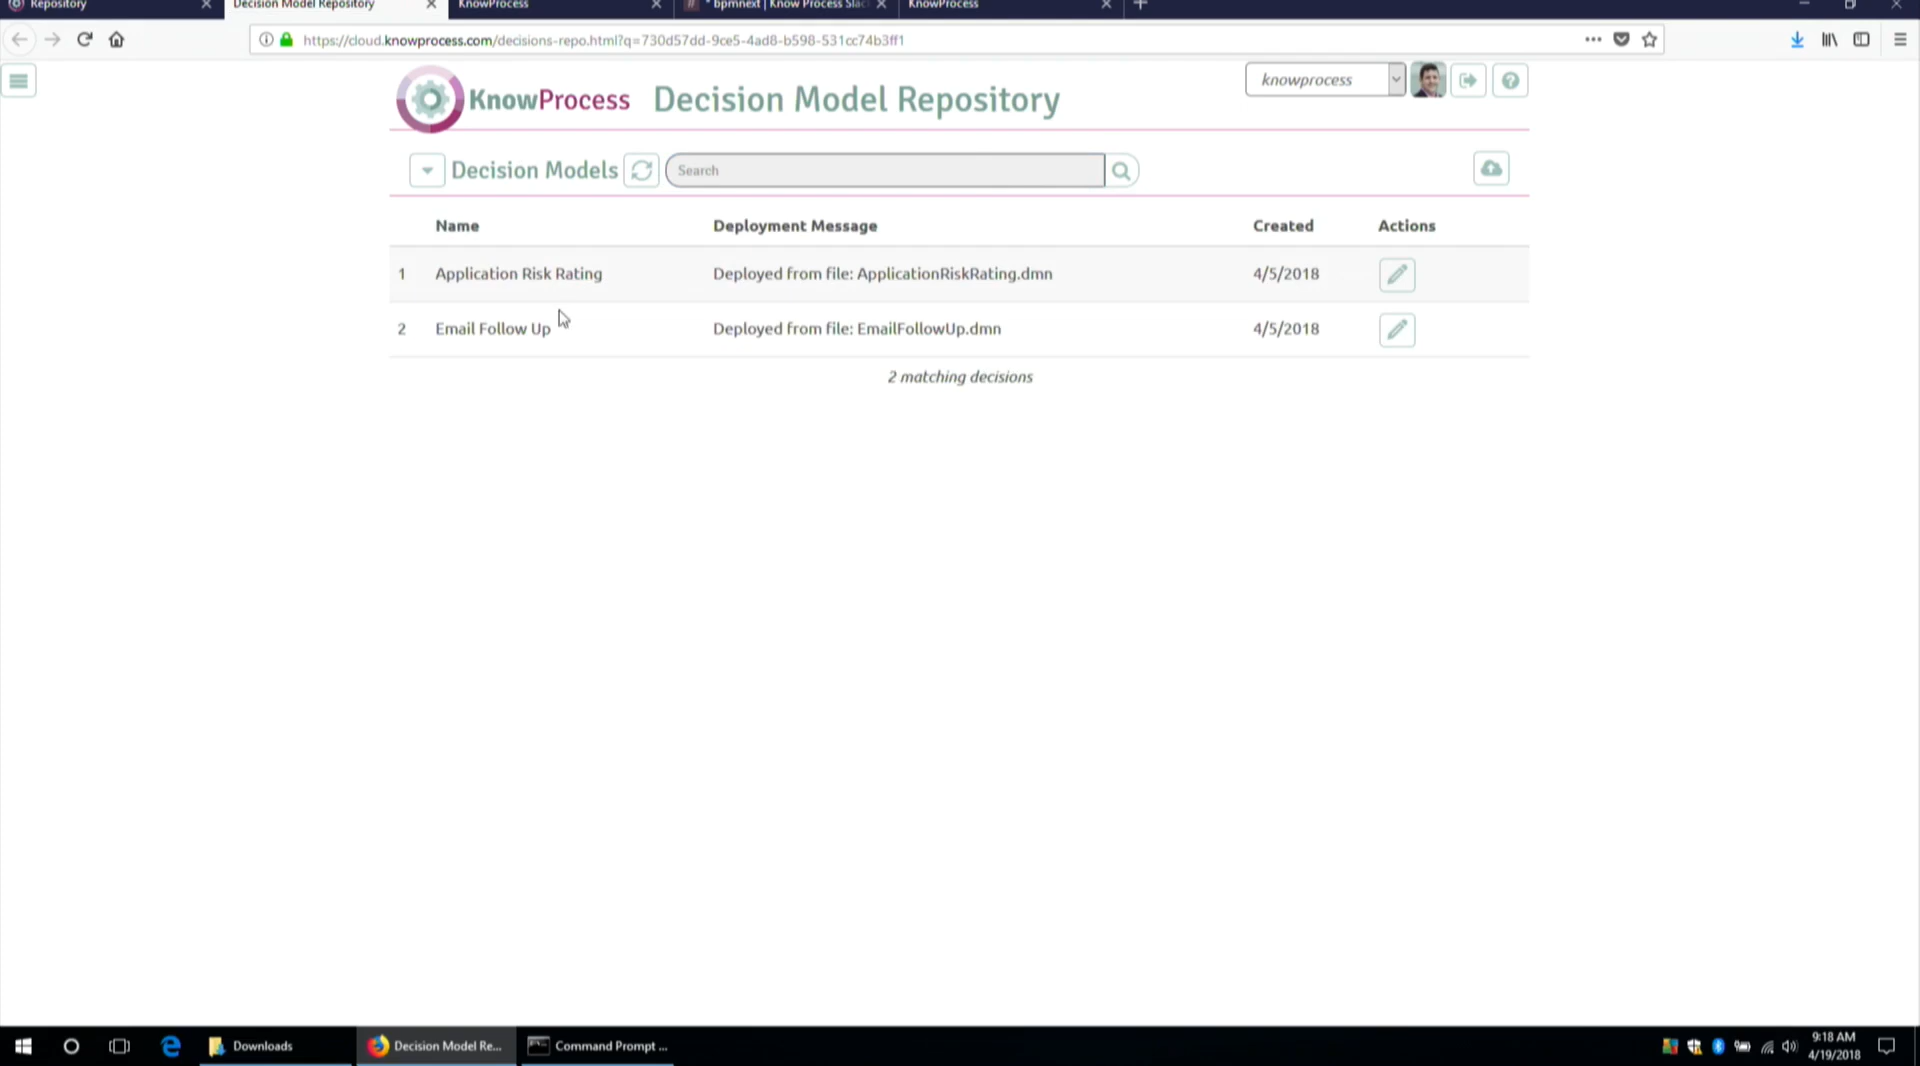 Repository
Decision Model Repository
KnowProcess
* bpmnext | Know Process Slac
KnowProcess
https://cloud.knowprocess.com/decisions-repo.html?q=730d57dd-9ce5-4ad8-b598-531cc74b3ff1
KnowProcess Decision Model Repository
knowprocess
Decision Models
Search
Name Deployment Message Created Actions
1 Application Risk Rating Deployed from file: ApplicationRiskRating.dmn 4/5/2018
2 Email Follow Up Deployed from file: EmailFollowUp.dmn 4/5/2018
2 matching decisions
Downloads
Decision Model Re...
Command Prompt ...
9:18 AM
4/19/2018